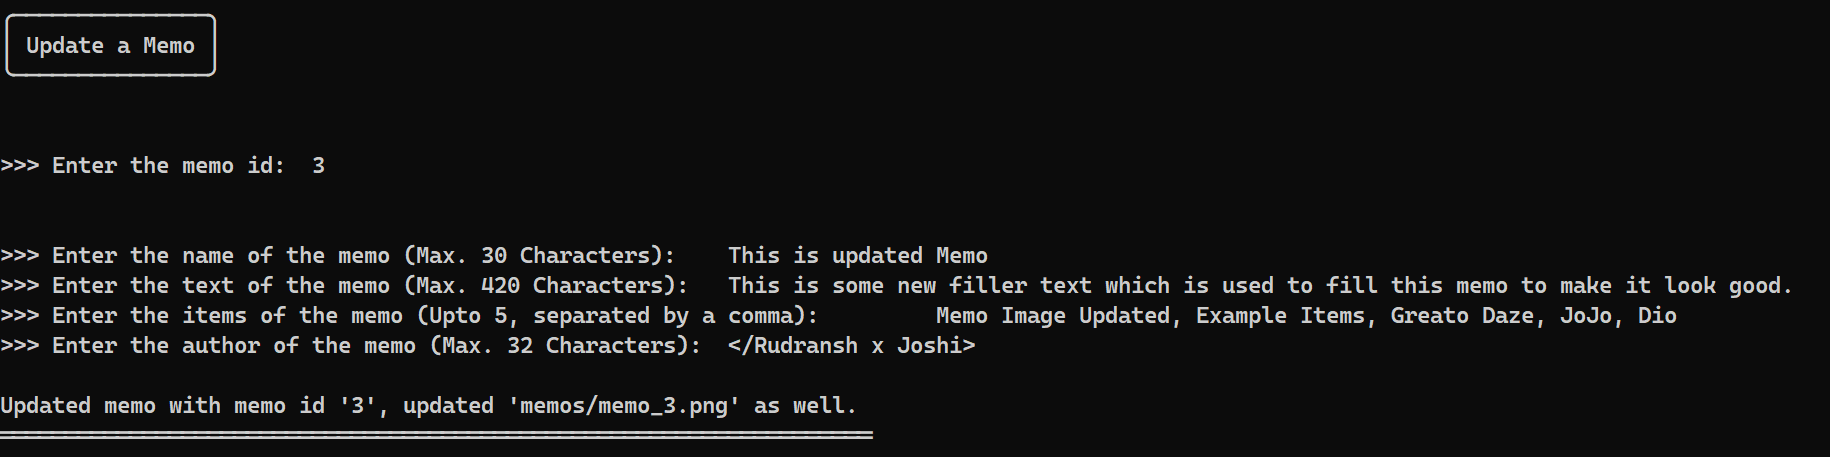 Update a Memo
>>> Enter the memo id:  3
>>> Enter the name of the memo (Max. 30 Characters):    This is updated Memo
>>> Enter the text of the memo (Max. 420 Characters):   This is some new filler text which is used to fill this memo to make it look good.
>>> Enter the items of the memo (Upto 5, separated by a comma):         Memo Image Updated, Example Items, Greato Daze, JoJo, Dio
>>> Enter the author of the memo (Max. 32 Characters):  </Rudransh x Joshi>
Updated memo with memo id '3', updated 'memos/memo_3.png' as well.